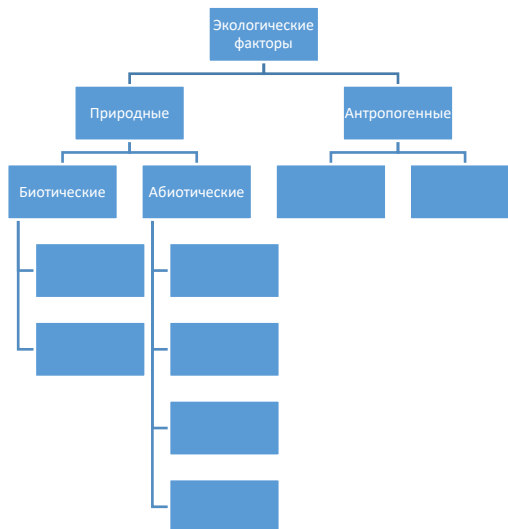 Экологические
факторы
Природные
Антропогенные
Биотические
Абиотические